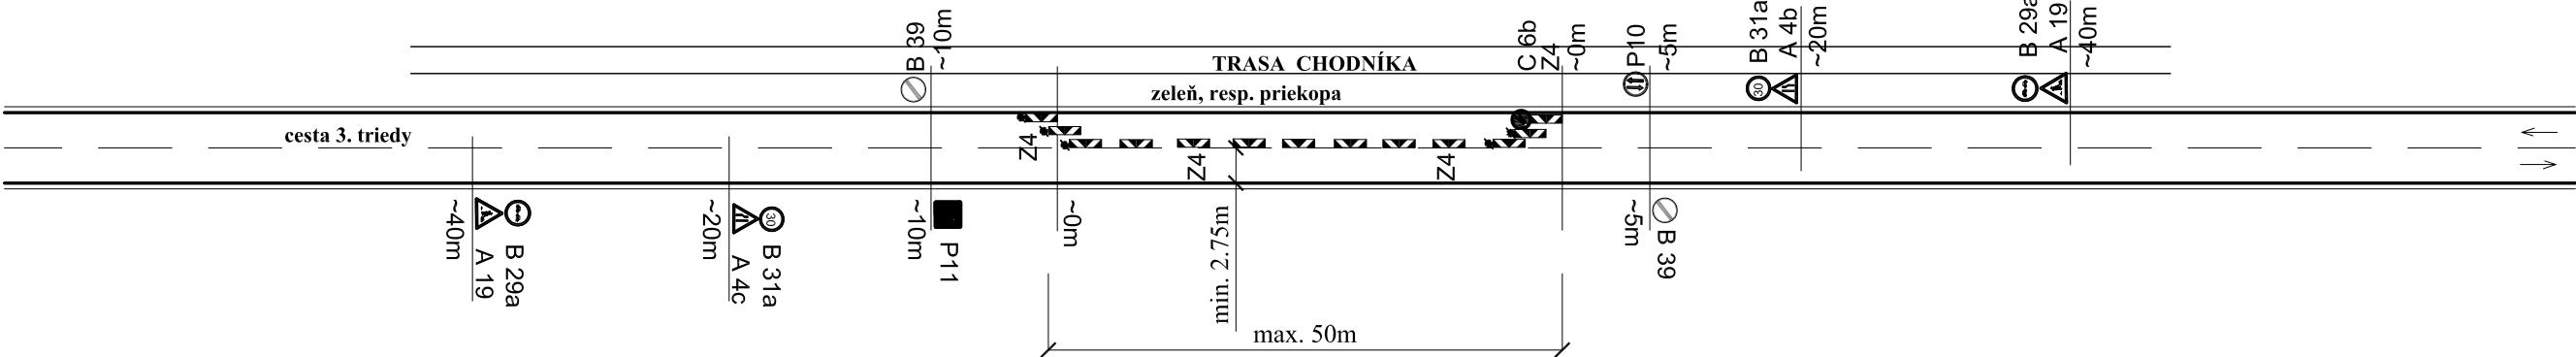 B 39
~10m
C 6b
Z4
~0m
P10
~5m
B 31a
A 4b
~20m
B 29a
A 19
~40m
TRASA CHODNÍKA
zeleň, resp. priekopa
30
cesta 3. triedy
Z4
Z4
Z4
~40m
A 19
B 29a
~20m
A 4c
30
B 31a
~10m
P11
~0m
min. 2.75m
~5m
B 39
max. 50m